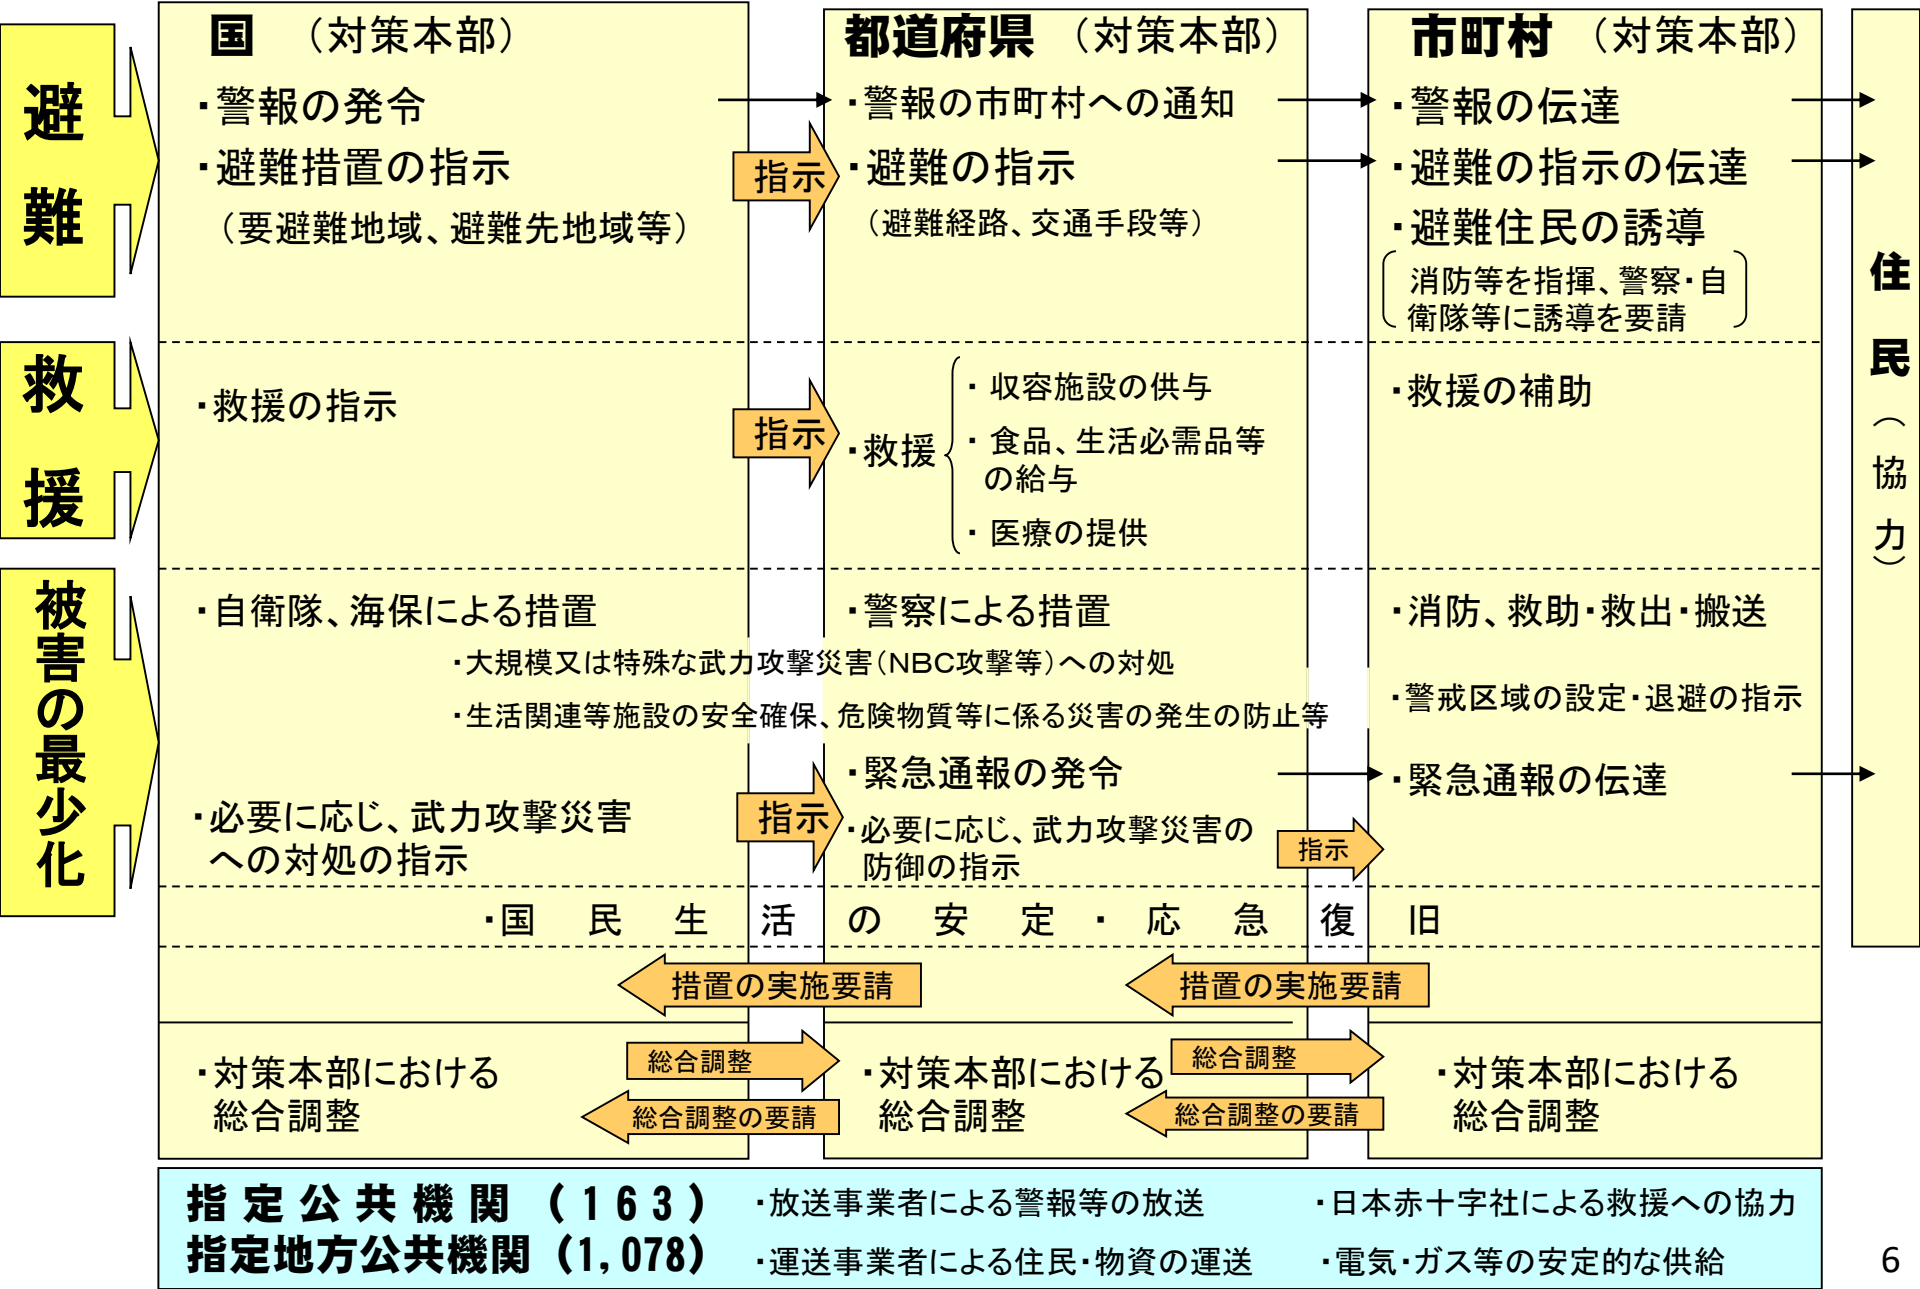 避難
救援
被害の最少化
国 （対策本部）
・警報の発令
・避難措置の指示
（要避難地域、避難先地域等）
指示
都道府県 （対策本部）
・警報の市町村への通知
・避難の指示
（避難経路、交通手段等）
市町村 （対策本部）
・警報の伝達
・避難の指示の伝達
・避難住民の誘導
消防等を指揮、警察・自
衛隊等に誘導を要請
住民（協力）
・救援の指示
指示
・救援
・収容施設の供与
・食品、生活必需品等
の給与
・医療の提供
・救援の補助
・自衛隊、海保による措置
・警察による措置
・消防、救助・救出・搬送
・大規模又は特殊な武力攻撃災害（NBC攻撃等）への対処
・生活関連等施設の安全確保、危険物質等に係る災害の発生の防止等
・警戒区域の設定・退避の指示
・緊急通報の発令
・緊急通報の伝達
・必要に応じ、武力攻撃災害
への対処の指示
指示
・必要に応じ、武力攻撃災害の
防御の指示
指示
・国民生活の安定・応急復旧
措置の実施要請
措置の実施要請
・対策本部における
総合調整
総合調整
総合調整の要請
・対策本部における
総合調整
総合調整
総合調整の要請
・対策本部における
総合調整
指定公共機関（163）
指定地方公共機関（1,078）
・放送事業者による警報等の放送
・日本赤十字社による救援への協力
・運送事業者による住民・物資の運送
・電気・ガス等の安定的な供給
6